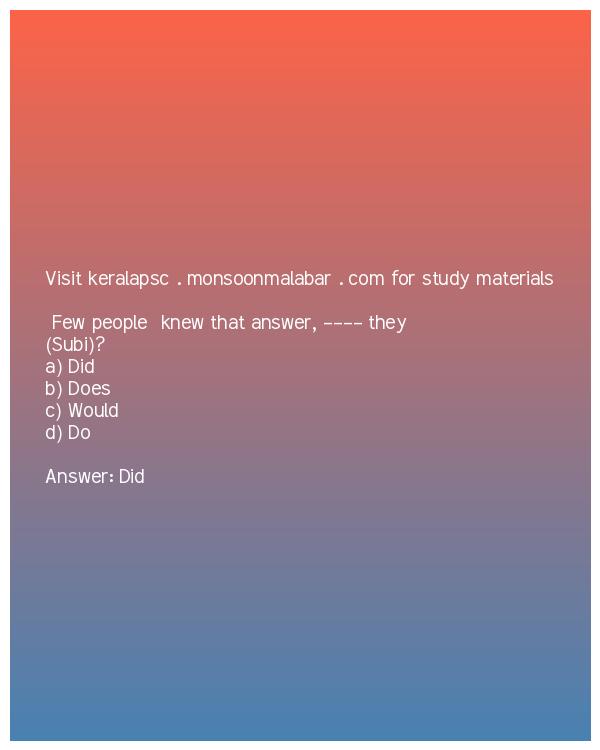 Visit keralapsc . monsoonmalabar . com for study materials
Few people  knew that answer, ---- they
(Subi)?
a) Did
b) Does
c) Would
d) Do
Answer: Did